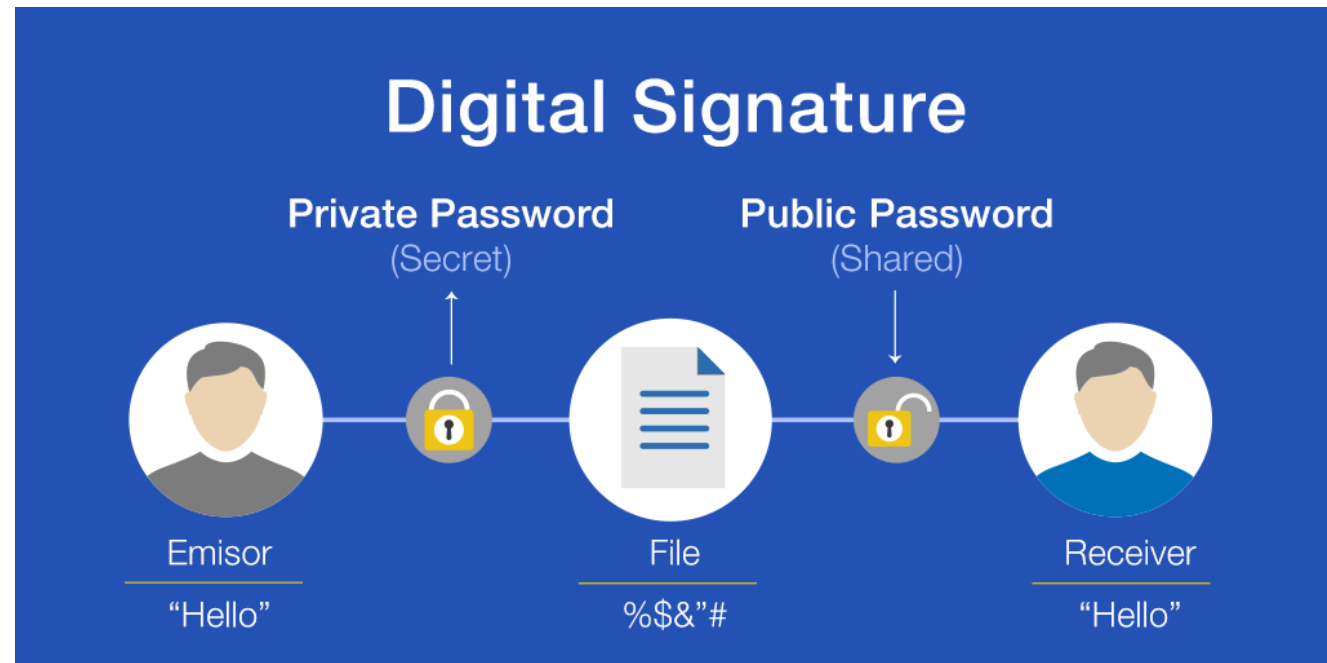 Digital Signature
Private Password
(Secret)
Public Password
(Shared)
Emisor
“Hello”
File
%$&”#
Receiver
“Hello”